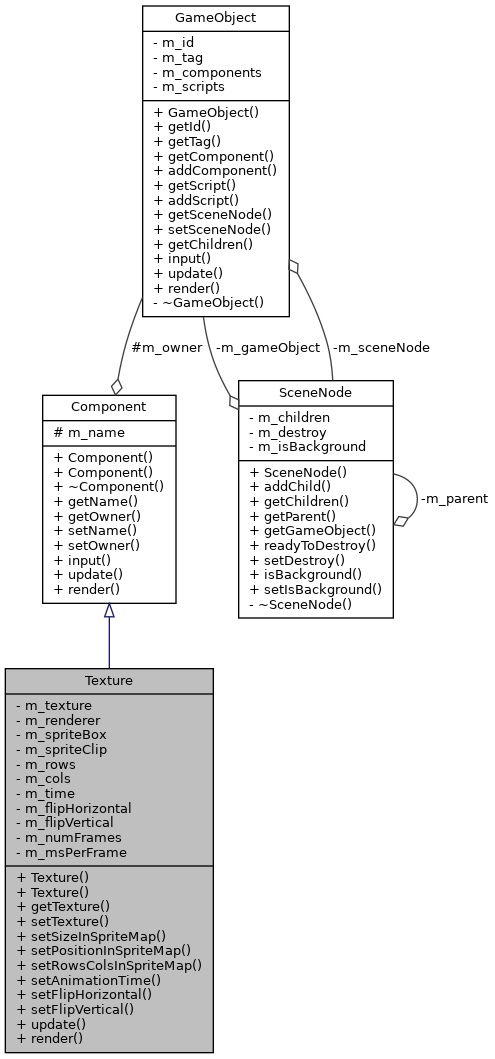 GameObject
- m_id
- m_tag
- m_components
- m_scripts
+ GameObject()
+ getId()
+ getTag()
+ getComponent()
+ addComponent()
+ getScript()
+ addScript()
+ getSceneNode()
+ setSceneNode()
+ getChildren()
+ input()
+ update()
+ render()
- ~GameObject()
#m_owner
-m_gameObject
-m_sceneNode
Component
# m_name
+ Component()
+ Component()
+ ~Component()
+ getName()
+ getOwner()
+ setName()
+ setOwner()
+ input()
+ update()
+ render()
SceneNode
- m_children
- m_destroy
- m_isBackground
+ SceneNode()
+ addChild()
+ getChildren()
+ getParent()
+ getGameObject()
+ readyToDestroy()
+ setDestroy()
+ isBackground()
+ setIsBackground()
- ~SceneNode()
-m_parent
Texture
- m_texture
- m_renderer
- m_spriteBox
- m_spriteClip
- m_rows
- m_cols
- m_time
- m_flipHorizontal
- m_flipVertical
- m_numFrames
- m_msPerFrame
+ Texture()
+ Texture()
+ getTexture()
+ setTexture()
+ setSizeInSpriteMap()
+ setPositionInSpriteMap()
+ setRowsColsInSpriteMap()
+ setAnimationTime()
+ setFlipHorizontal()
+ setFlipVertical()
+ update()
+ render()